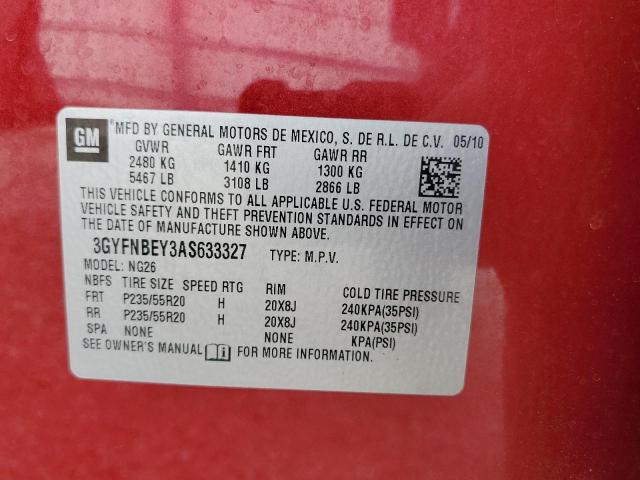 GM
MFD BY GENERAL MOTORS DE MEXICO, S. DE R.L. DE C.V. 05/10
GVWR GAWR FRT GAWR RR
2480 KG 1410 KG 1300 KG
5467 LB 3108 LB 2866 LB
THIS VEHICLE CONFORMS TO ALL APPLICABLE U.S. FEDERAL MOTOR
VEHICLE SAFETY AND THEFT PREVENTION STANDARDS IN EFFECT ON
THE DATE OF MANUFACTURE SHOWN ABOVE.
3GYFNBEY3AS633327 TYPE: M.P.V.
MODEL: NG26
NBFS TIRE SIZE SPEED RTG RIM COLD TIRE PRESSURE
FRT P235/55R20 H 20X8J 240KPA(35PSI)
RR P235/55R20 H 20X8J 240KPA(35PSI)
SPA NONE NONE KPA(PSI)
SEE OWNER'S MANUAL FOR MORE INFORMATION.